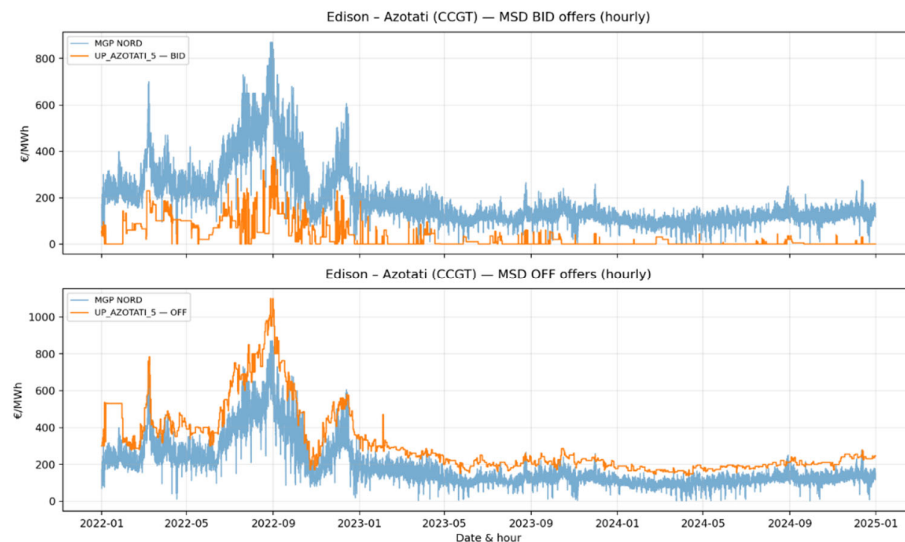 Edison – Azotati (CCGT) — MSD BID offers (hourly)
MGP NORD
UP_AZOTATI_5 — BID
800
600
400
200
0
€/MWh
Edison – Azotati (CCGT) — MSD OFF offers (hourly)
MGP NORD
UP_AZOTATI_5 — OFF
1000
800
600
400
200
0
€/MWh
2022-01 2022-05 2022-09 2023-01 2023-05 2023-09 2024-01 2024-05 2024-09 2025-01
Date & hour